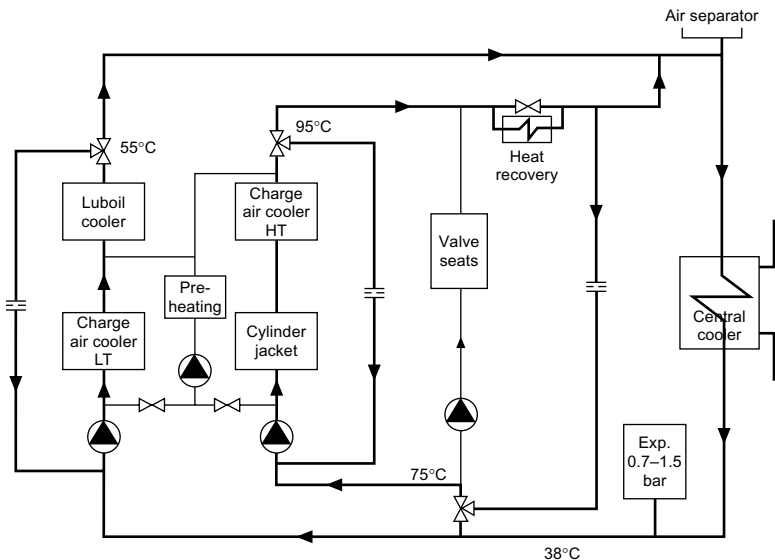 Air separator
95°C
55°C
Heat
recovery
Luboil
cooler
Charge
air cooler
HT
Valve
seats
Pre-
heating
Central
cooler
Charge
air cooler
LT
Cylinder
jacket
Exp.
0.7–1.5
bar
75°C
38°C